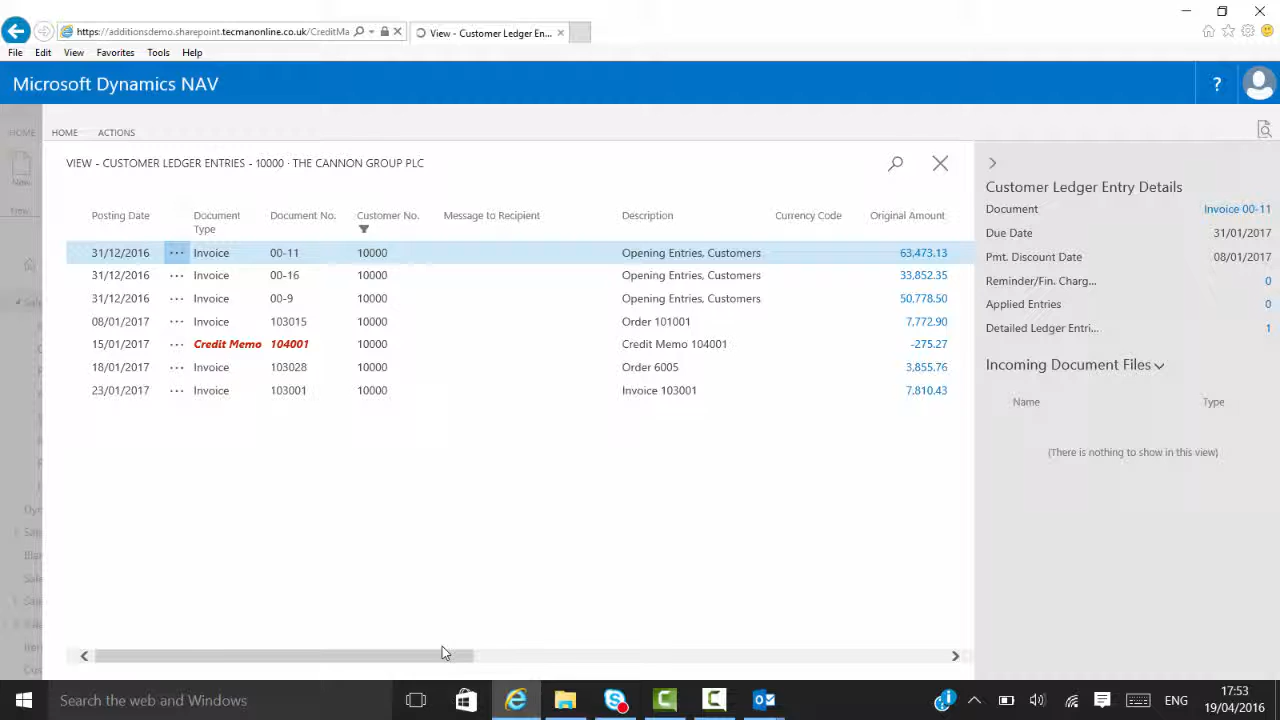 https://additionsdemo.sharepoint.tecmanonline.co.uk/CreditMa
View - Customer Ledger En...
File Edit View Favorites Tools Help
Microsoft Dynamics NAV ?
HOME HOME ACTIONS
New
VIEW - CUSTOMER LEDGER ENTRIES - 10000 · THE CANNON GROUP PLC
Posting Date Document Type Document No. Customer No. Message to Recipient Description Currency Code Original Amount
31/12/2016 ... Invoice 00-11 10000 Opening Entries, Customers 63,473.13
31/12/2016 ... Invoice 00-16 10000 Opening Entries, Customers 33,852.35
31/12/2016 ... Invoice 00-9 10000 Opening Entries, Customers 50,778.50
08/01/2017 ... Invoice 103015 10000 Order 101001 7,772.90
15/01/2017 ... Credit Memo 104001 10000 Credit Memo 104001 -275.27
18/01/2017 ... Invoice 103028 10000 Order 6005 3,855.76
23/01/2017 ... Invoice 103001 10000 Invoice 103001 7,810.43
Customer Ledger Entry Details
Document Invoice 00-11
Due Date 31/01/2017
Pmt. Discount Date 08/01/2017
Reminder/Fin. Charg... 0
Applied Entries 0
Detailed Ledger Entri... 1
Incoming Document Files
Name Type
(There is nothing to show in this view)
Search the web and Windows
ENG
17:53
19/04/2016